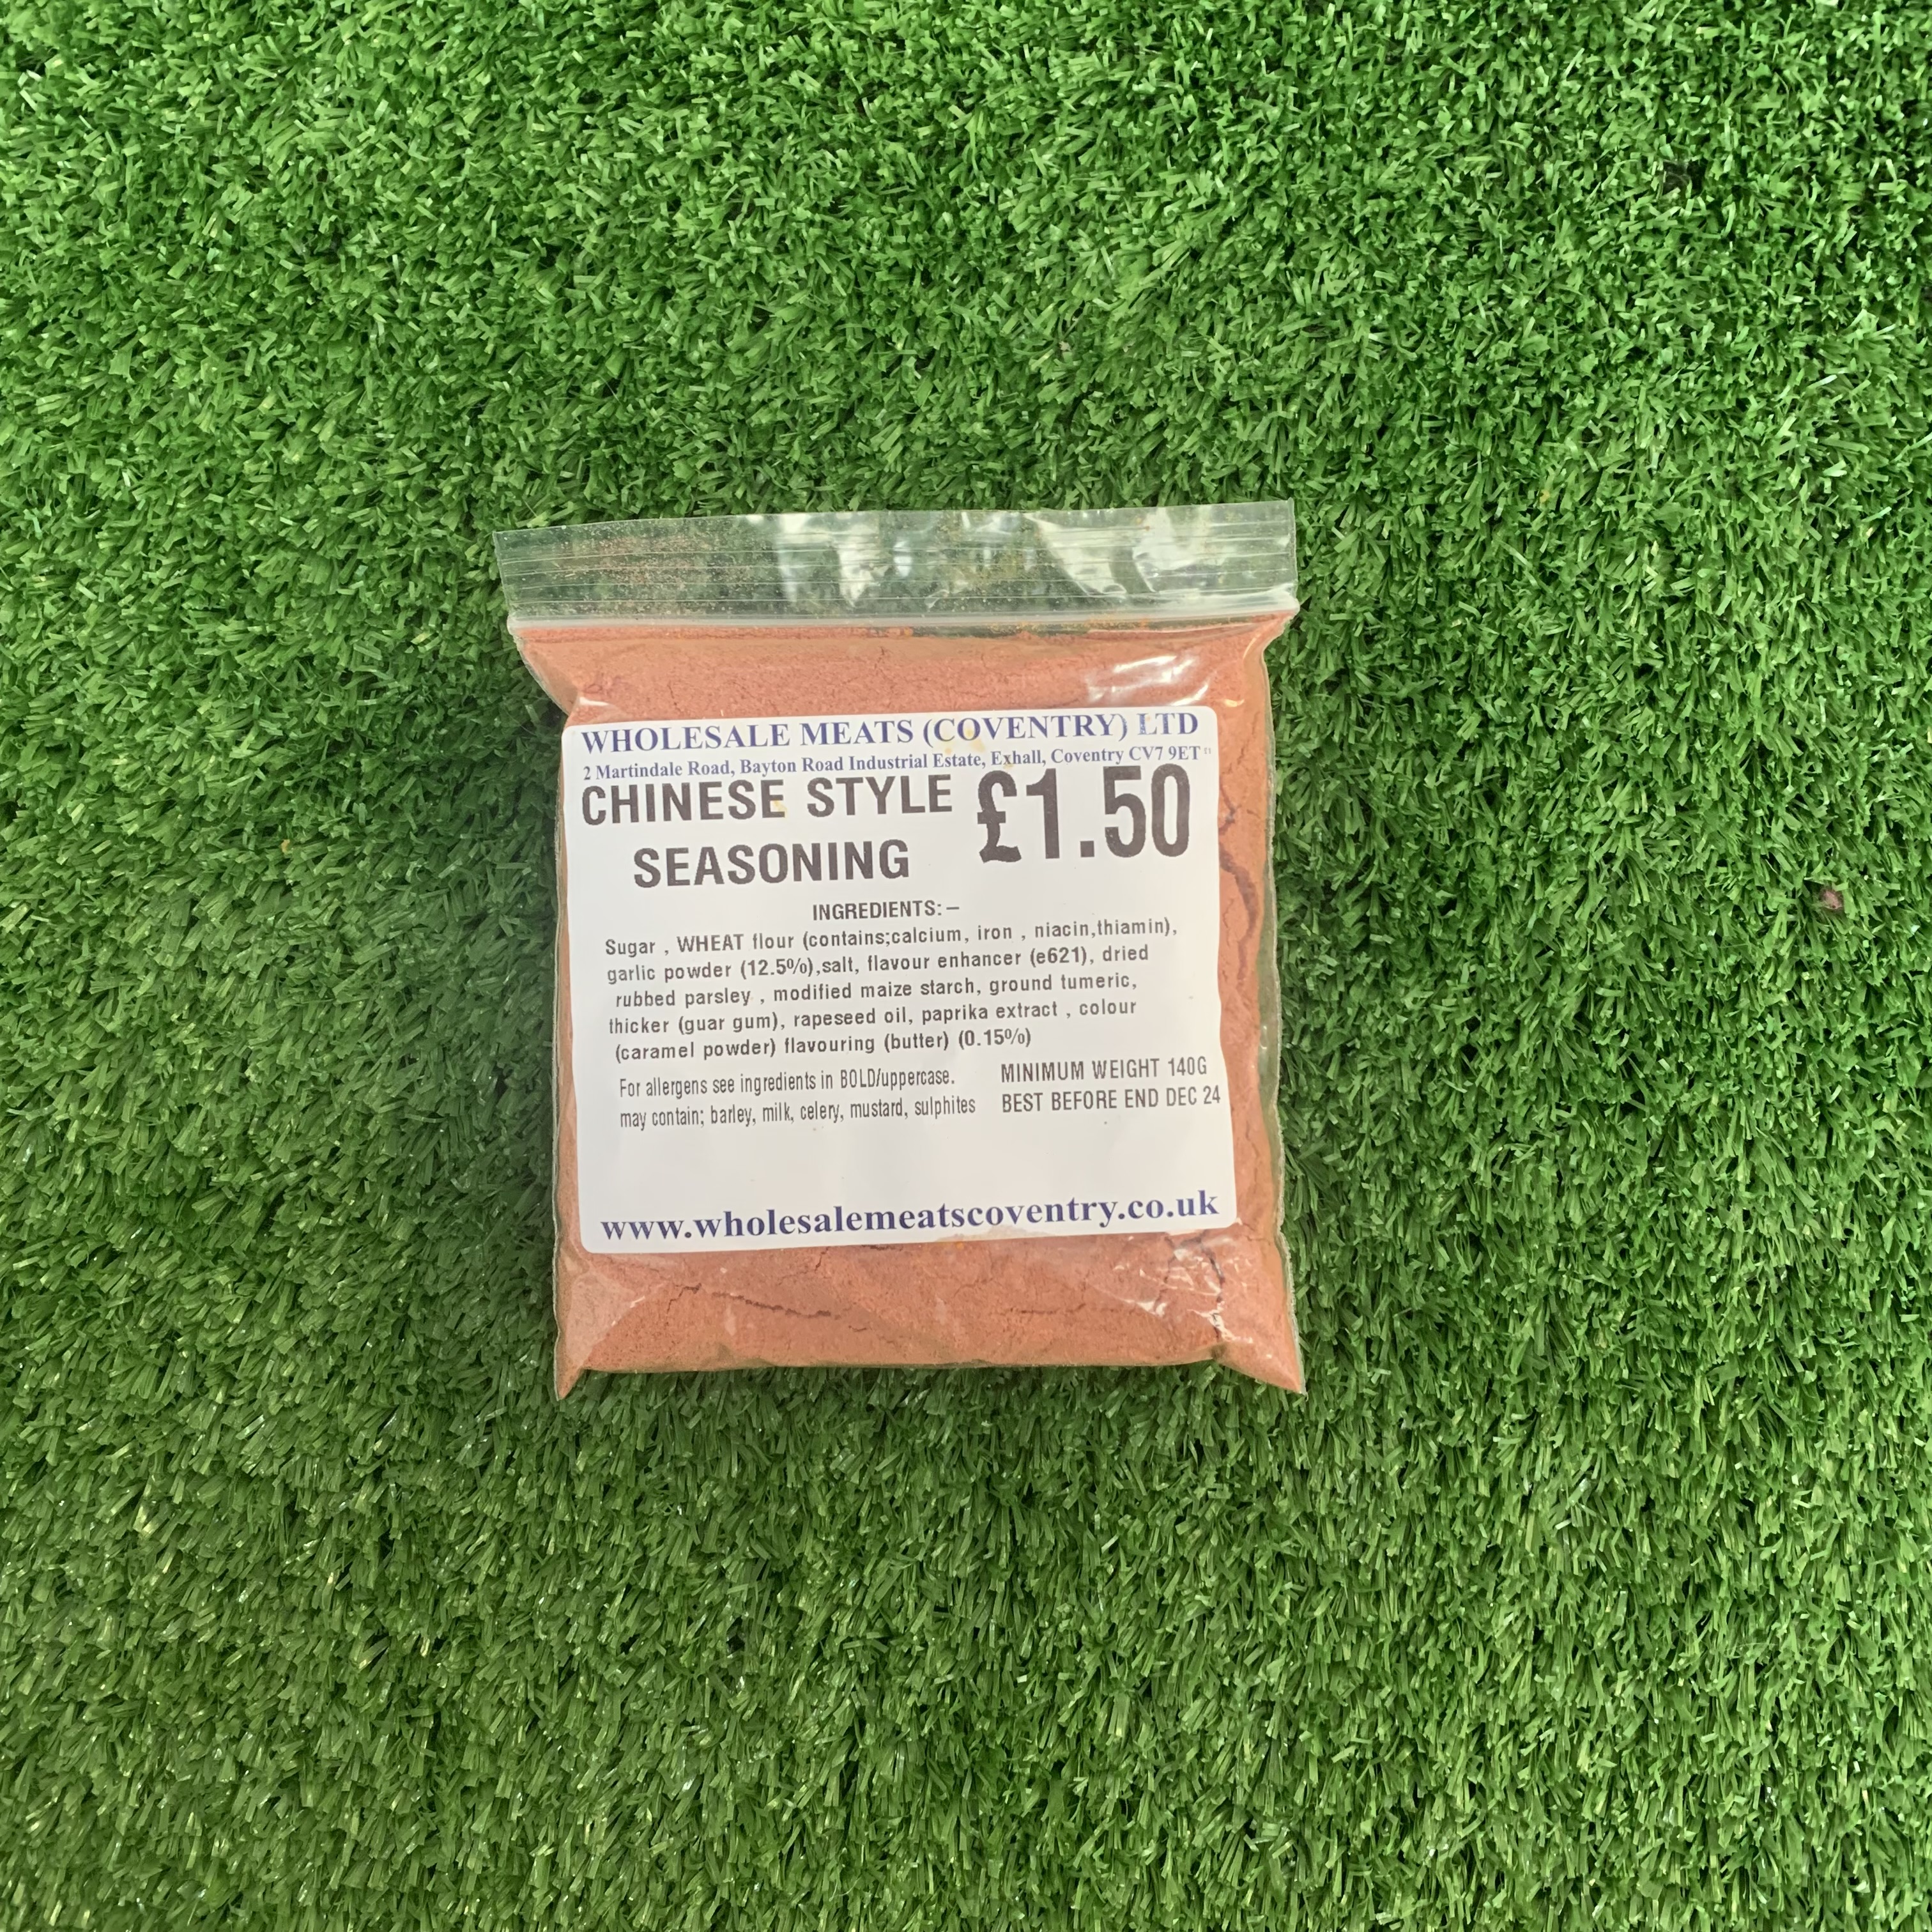 WHOLESALE MEATS (COVENTRY) LTD
2 Martindale Road, Bayton Road Industrial Estate, Exhall, Coventry CV7 9ET
CHINESE STYLE £1.50
SEASONING
INGREDIENTS: –
Sugar , WHEAT flour (contains;calcium, iron , niacin,thiamin),
garlic powder (12.5%),salt, flavour enhancer (e621), dried
rubbed parsley , modified maize starch, ground tumeric,
thicker (guar gum), rapeseed oil, paprika extract , colour
(caramel powder) flavouring (butter) (0.15%)
For allergens see ingredients in BOLD/uppercase.
may contain; barley, milk, celery, mustard, sulphites
MINIMUM WEIGHT 140G
BEST BEFORE END DEC 24
www.wholesalemeatscoventry.co.uk